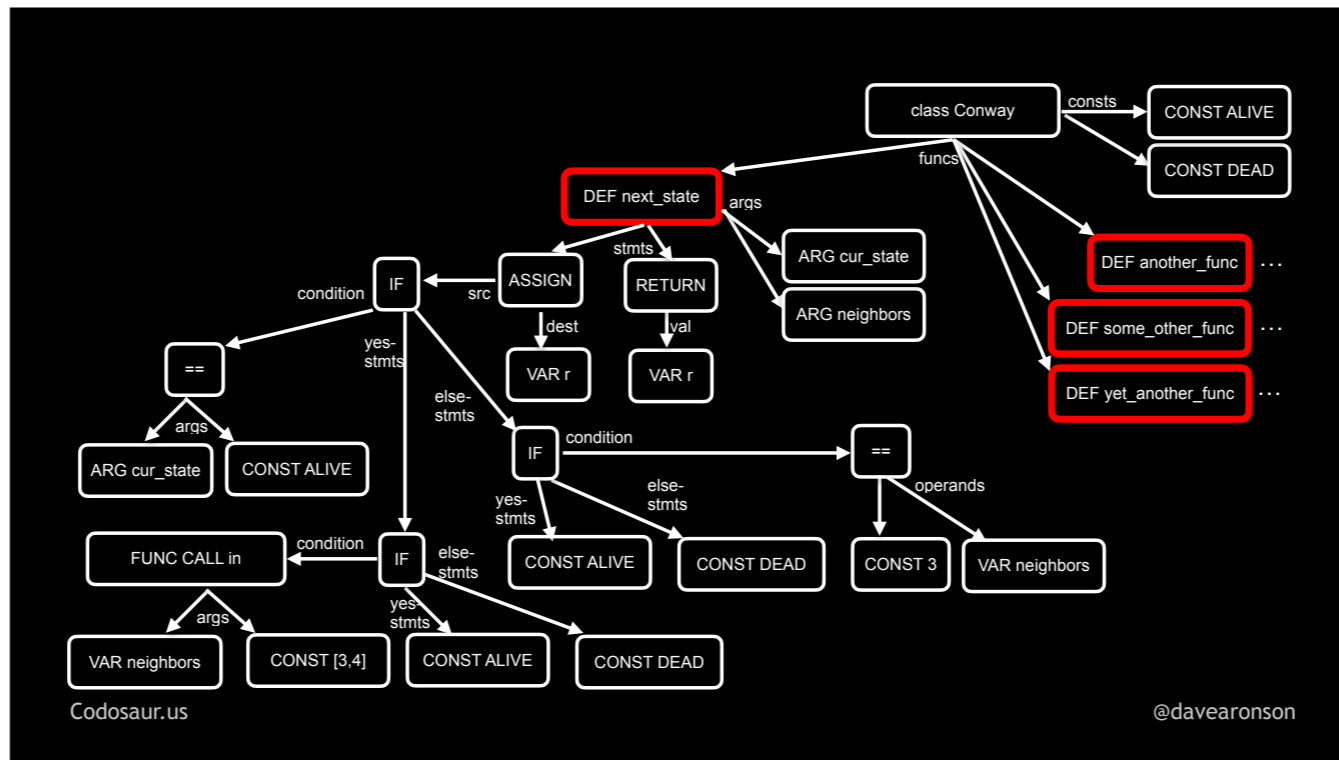 class Conway
consts
CONST ALIVE
CONST DEAD
funcs
DEF next_state
args
ARG cur_state
ARG neighbors
DEF another_func
...
DEF some_other_func
...
DEF yet_another_func
...
stmts
ASSIGN
RETURN
src
dest
val
VAR r
VAR r
IF
condition
yes-
stmts
else-
stmts
==
args
ARG cur_state
CONST ALIVE
IF
condition
==
operands
CONST 3
VAR neighbors
yes-
stmts
else-
stmts
CONST ALIVE
CONST DEAD
IF
condition
FUNC CALL in
args
VAR neighbors
CONST [3,4]
yes-
stmts
else-
stmts
CONST ALIVE
CONST DEAD
Codosaur.us
@davearonson